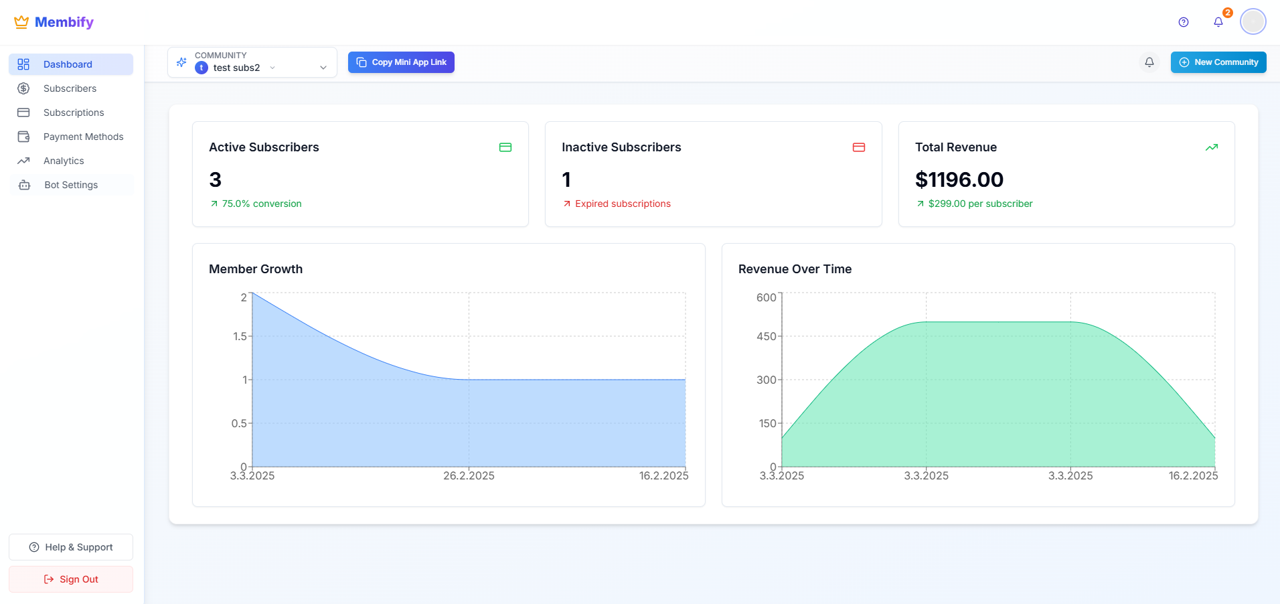 Membify
2
Dashboard
Subscribers
Subscriptions
Payment Methods
Analytics
Bot Settings
Help & Support
Sign Out
COMMUNITY
t test subs2
Copy Mini App Link
New Community
Active Subscribers
3
75.0% conversion
Inactive Subscribers
1
Expired subscriptions
Total Revenue
$1196.00
$299.00 per subscriber
Member Growth
2
1.5
1
0.5
0
3.3.2025 26.2.2025 16.2.2025
Revenue Over Time
600
450
300
150
0
3.3.2025 3.3.2025 3.3.2025 16.2.2025